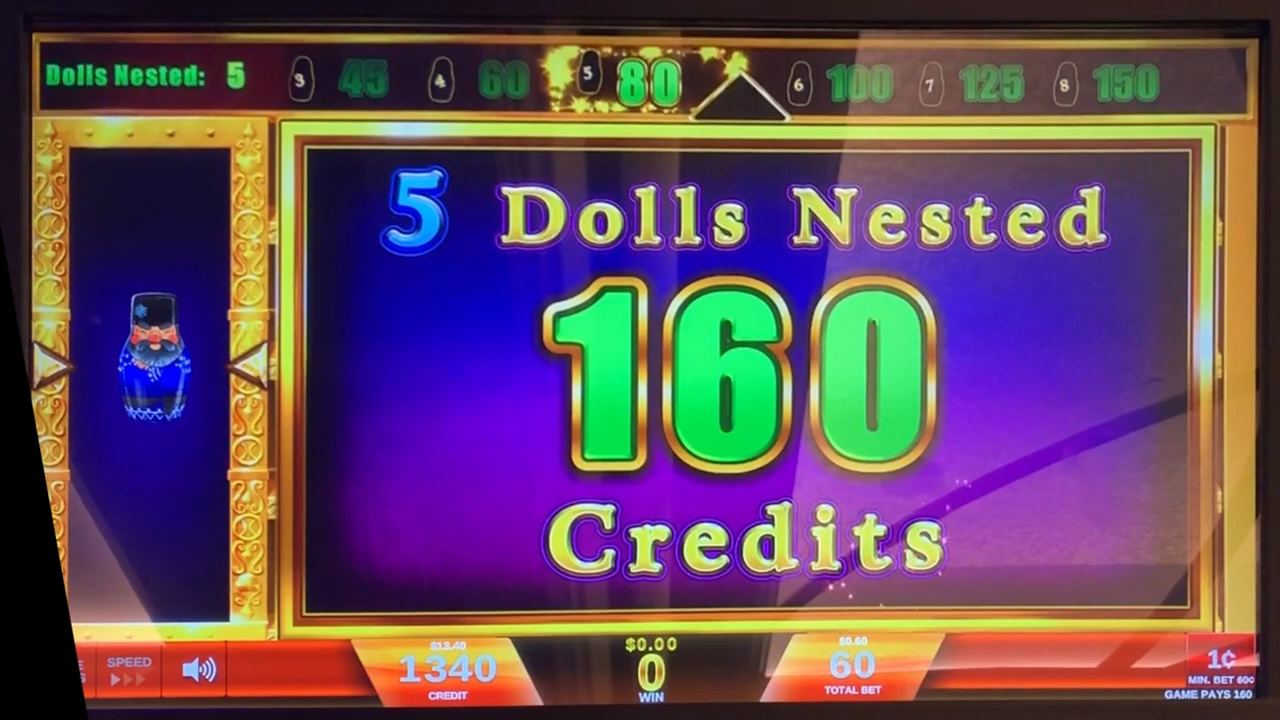 Dolls Nested: 5 3 45 4 60 5 80 6 100 7 125 8 150
5 Dolls Nested
160
Credits
SPEED
$13.40
1340
CREDIT
$0.00
0
WIN
$0.60
60
TOTAL BET
1¢
MIN. BET 60¢
GAME PAYS 160